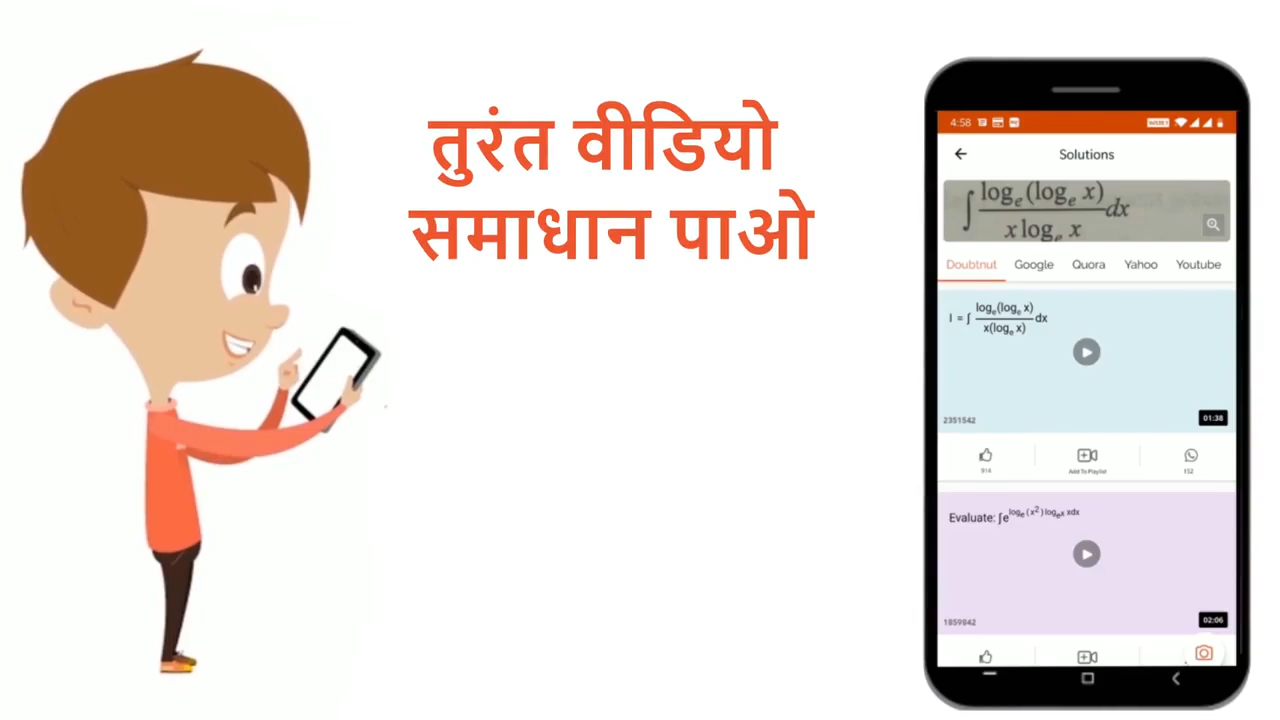 तुरंत वीडियो
समाधान पाओ
4:58
Solutions
∫ logₑ(logₑ x) / x logₑ x dx
Doubtnut Google Quora Yahoo Youtube
I = ∫ logₑ(logₑ x) / x(logₑ x) dx
2351542 01:38
914 Add To Playlist 152
Evaluate: ∫e^logₑ(x²)logₑx xdx
1859842 02:06